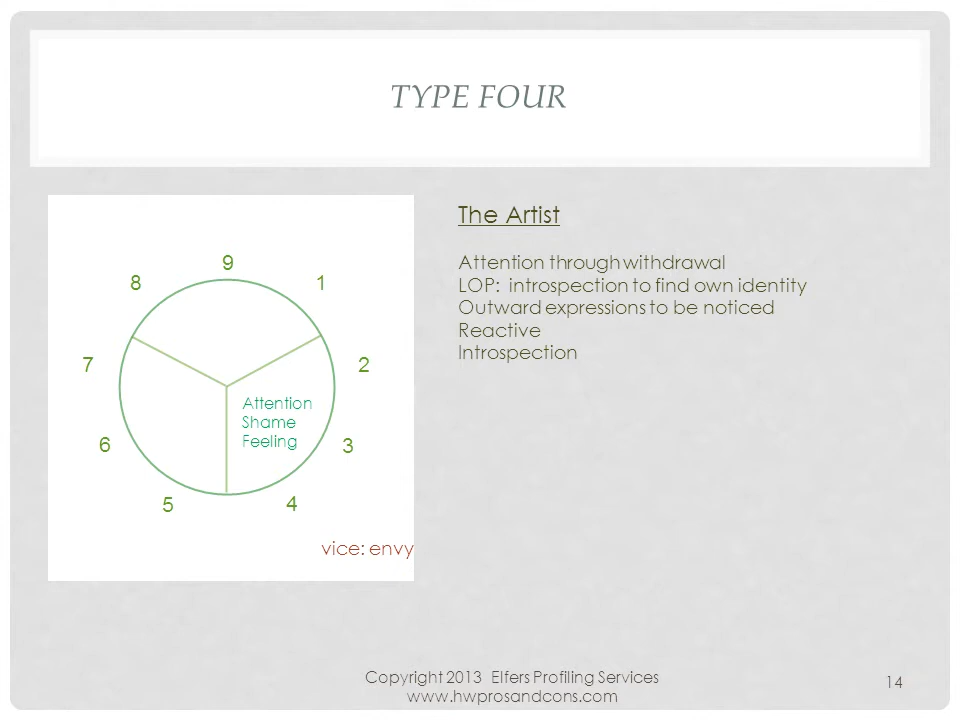 TYPE FOUR
9
8
1
7
2
Attention
Shame
Feeling
6
3
5
4
vice: envy
The Artist
Attention through withdrawal
LOP: introspection to find own identity
Outward expressions to be noticed
Reactive
Introspection
Copyright 2013 Elfers Profiling Services
www.hwprosandcons.com
14